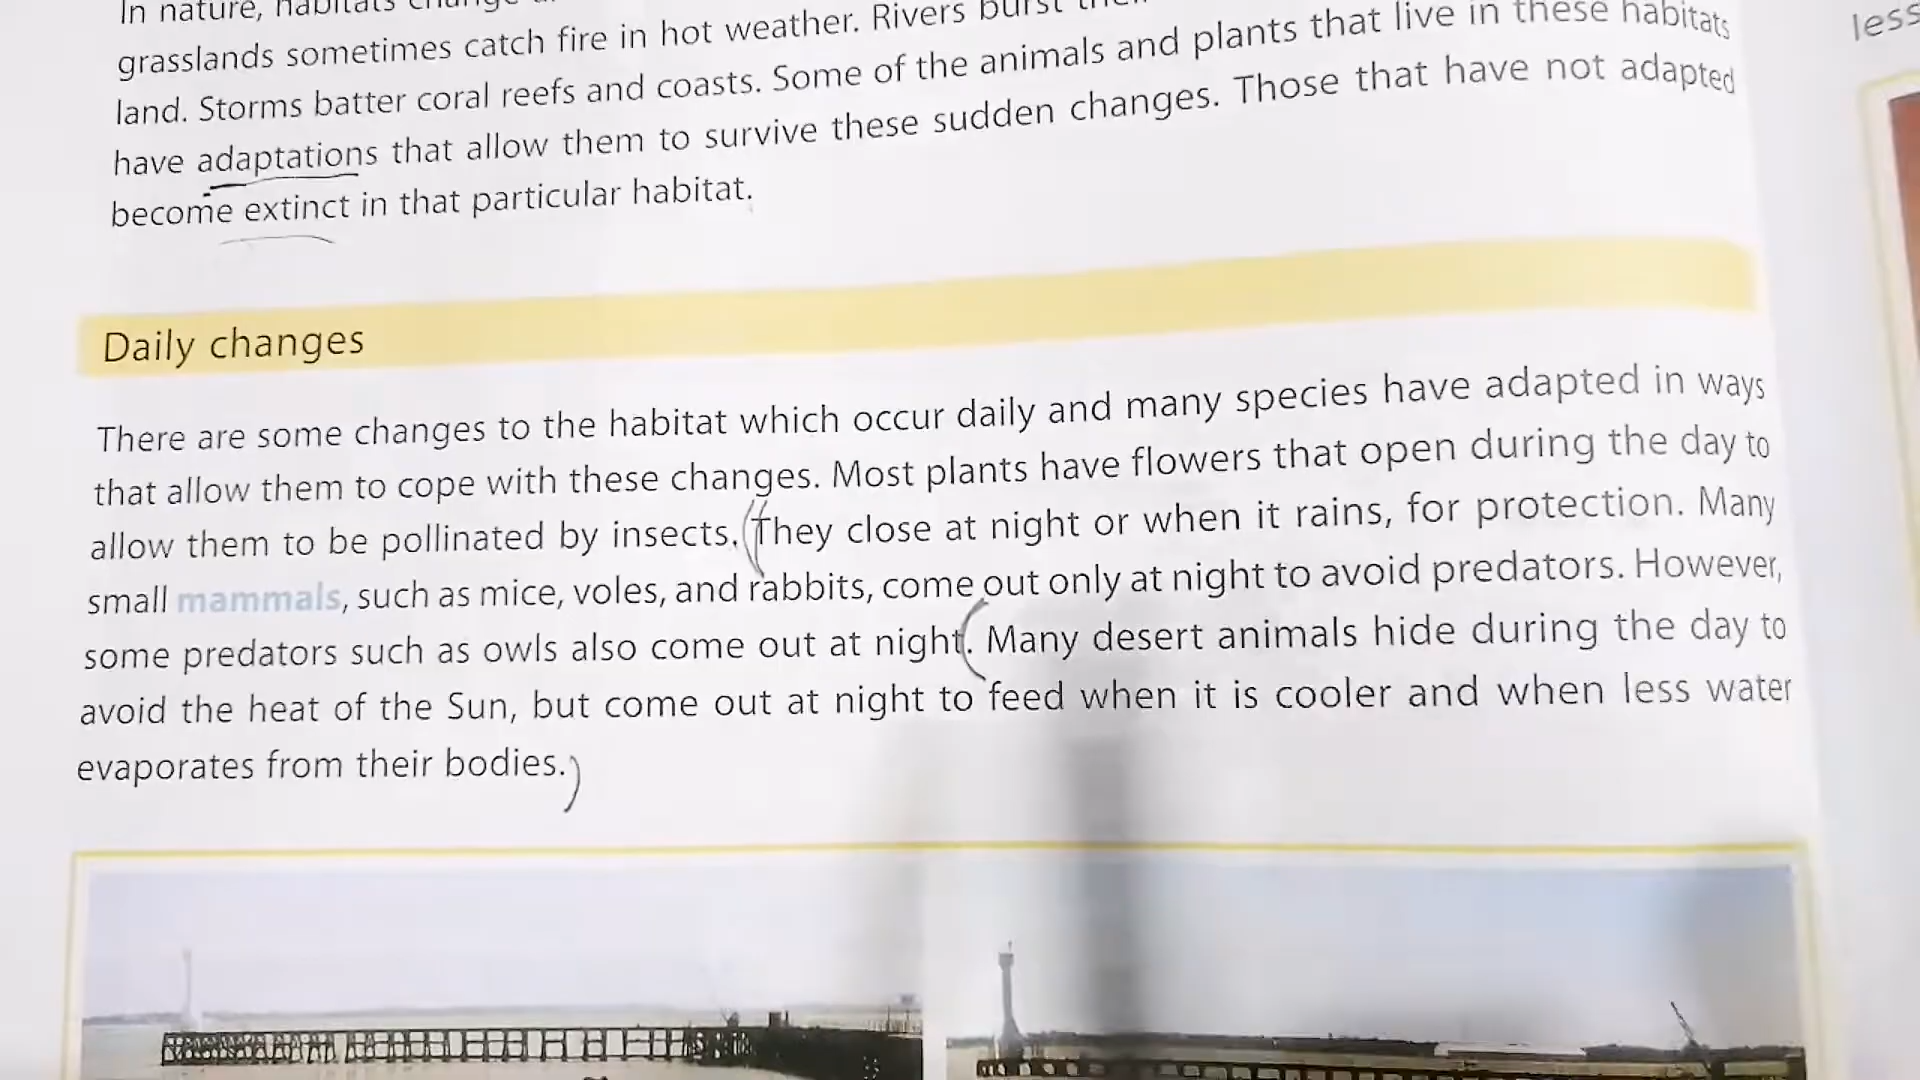 In nature, habitats change
grasslands sometimes catch fire in hot weather. Rivers burst
land. Storms batter coral reefs and coasts. Some of the animals and plants that live in these habitats
have adaptations that allow them to survive these sudden changes. Those that have not adapted
become extinct in that particular habitat.
Daily changes
There are some changes to the habitat which occur daily and many species have adapted in ways
that allow them to cope with these changes. Most plants have flowers that open during the day to
allow them to be pollinated by insects. They close at night or when it rains, for protection. Many
small mammals, such as mice, voles, and rabbits, come out only at night to avoid predators. However,
some predators such as owls also come out at night. Many desert animals hide during the day to
avoid the heat of the Sun, but come out at night to feed when it is cooler and when less water
evaporates from their bodies.
less